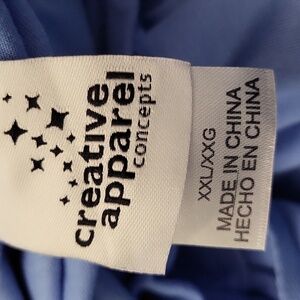 creative
apparel
concepts
XXL/XXG
MADE IN CHINA
HECHO EN CHINA